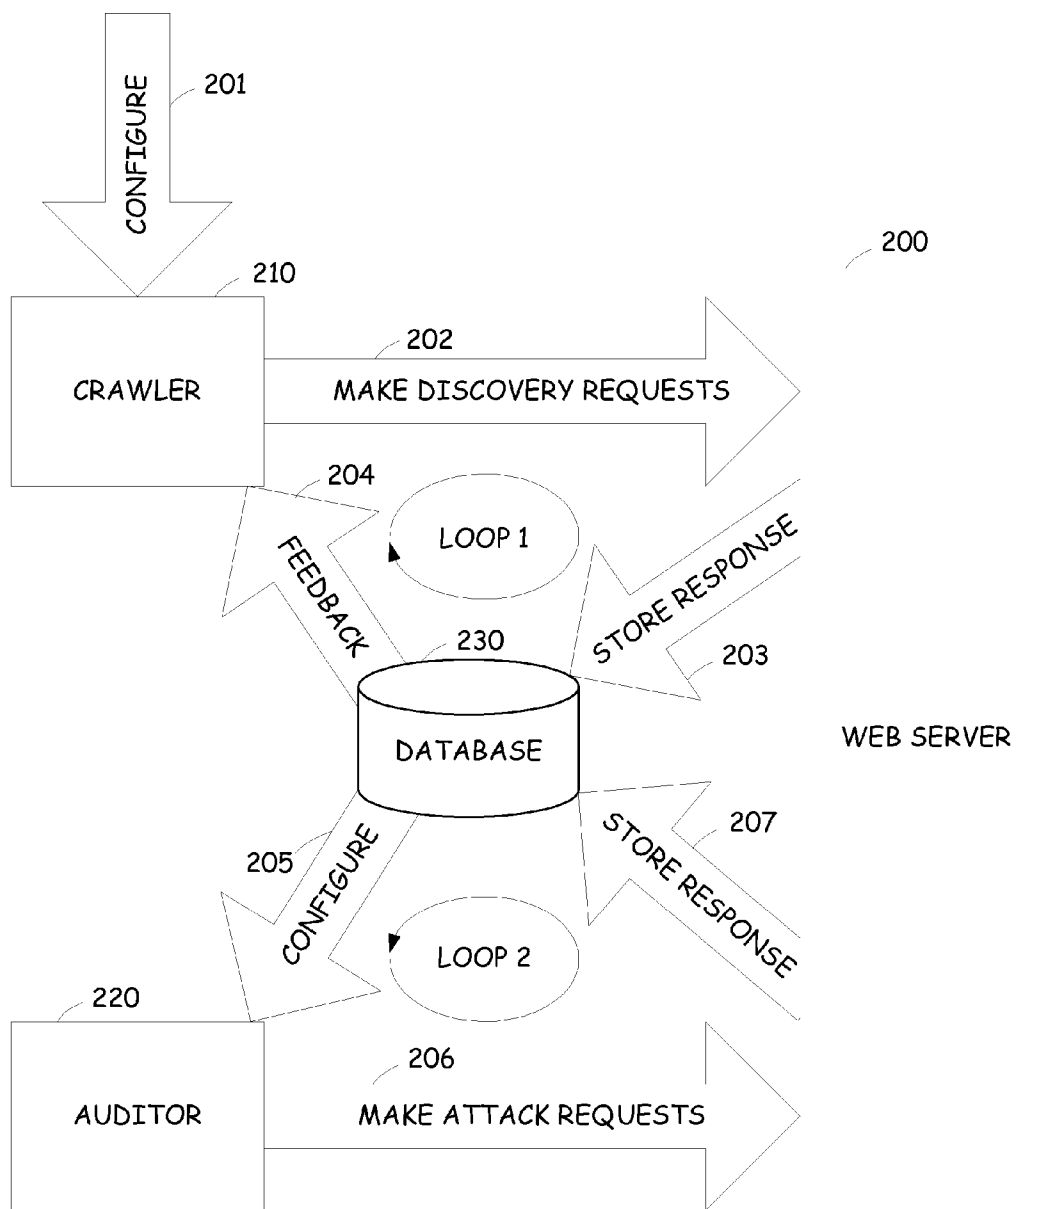 201
CONFIGURE
200
210
202
CRAWLER
MAKE DISCOVERY REQUESTS
204
LOOP 1
FEEDBACK
STORE RESPONSE
230
203
WEB SERVER
DATABASE
207
205
CONFIGURE
STORE RESPONSE
LOOP 2
220
206
AUDITOR
MAKE ATTACK REQUESTS